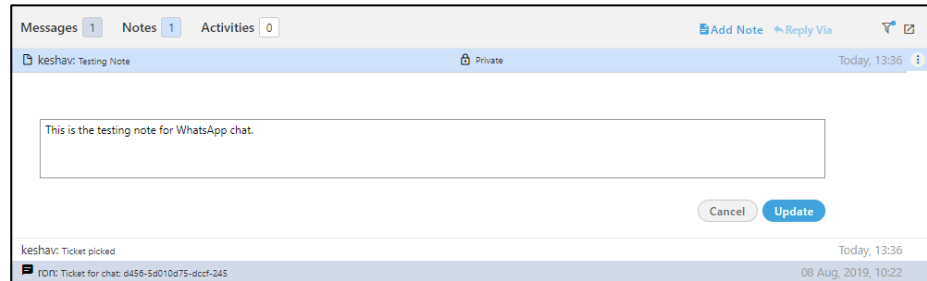 Messages 1 Notes 1 Activities 0 Add Note Reply Via
keshav: Testing Note Private Today, 13:36
This is the testing note for WhatsApp chat.
Cancel Update
keshav: Ticket picked Today, 13:36
ron: Ticket for chat: d456-5d010d75-dccf-245 08 Aug, 2019, 10:22